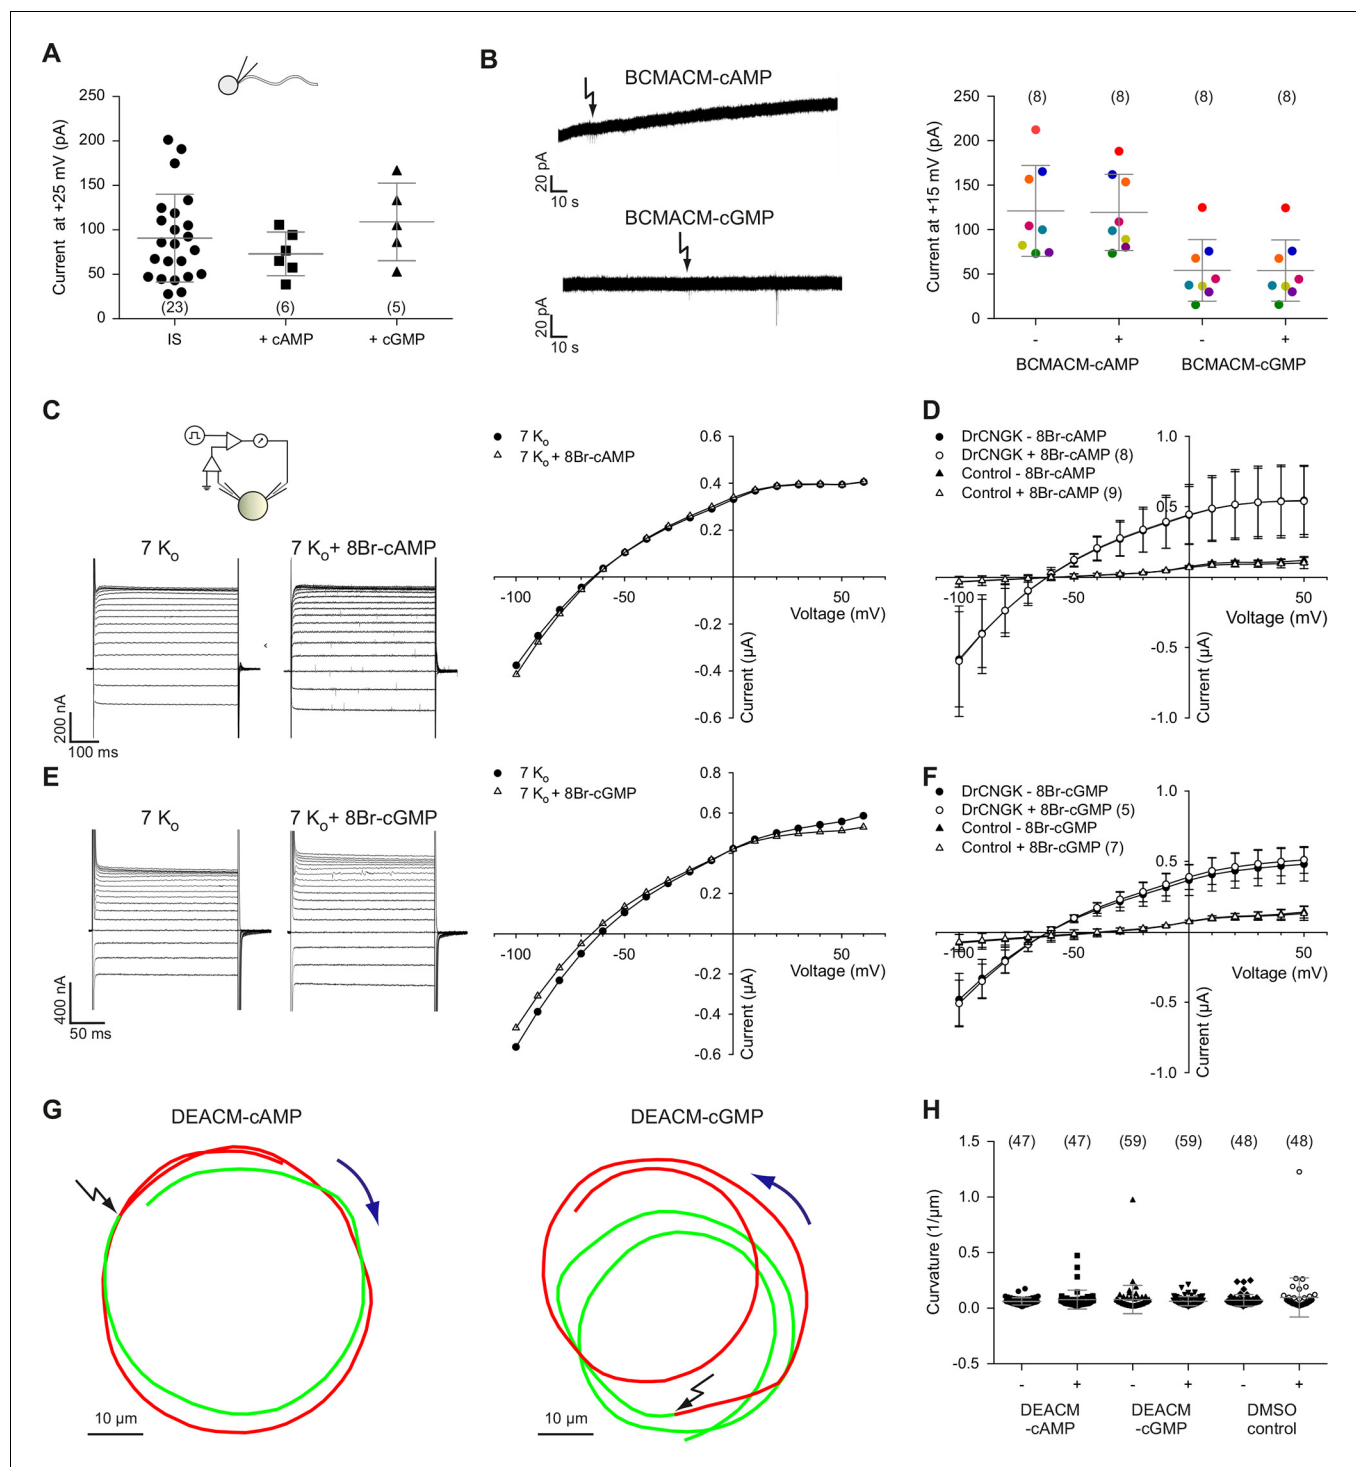 A
250
200
150
100
50
0
Current at +25 mV (pA)
(23)
(6)
(5)
IS
+ cAMP
+ cGMP
B
BCMACM-cAMP
20 pA
10 s
BCMACM-cGMP
20 pA
10 s
250
200
150
100
50
0
Current at +15 mV (pA)
(8)
(8)
(8)
(8)
-
+
-
+
BCMACM-cAMP
BCMACM-cGMP
C
7 Ko
7 Ko+ 8Br-cAMP
200 nA
100 ms
7 Ko
7 Ko + 8Br-cAMP
0.6
0.4
0.2
-0.2
-0.4
-0.6
-100
-50
50
Voltage (mV)
Current (µA)
D
DrCNGK - 8Br-cAMP
DrCNGK + 8Br-cAMP (8)
Control - 8Br-cAMP
Control + 8Br-cAMP (9)
1.0
0.5
-0.5
-1.0
-100
-50
50
Voltage (mV)
Current (µA)
E
7 Ko
7 Ko+ 8Br-cGMP
400 nA
50 ms
7 Ko
7 Ko + 8Br-cGMP
0.8
0.6
0.4
0.2
-0.2
-0.4
-0.6
-100
-50
50
Voltage (mV)
Current (µA)
F
DrCNGK - 8Br-cGMP
DrCNGK + 8Br-cGMP (5)
Control - 8Br-cGMP
Control + 8Br-cGMP (7)
1.0
0.5
-0.5
-1.0
-100
-50
50
Voltage (mV)
Current (µA)
G
DEACM-cAMP
10 µm
DEACM-cGMP
10 µm
H
1.5
1.0
0.5
0.0
-0.5
Curvature (1/µm)
(47)
(47)
(59)
(59)
(48)
(48)
-
+
-
+
-
+
DEACM
-cAMP
DEACM
-cGMP
DMSO
control